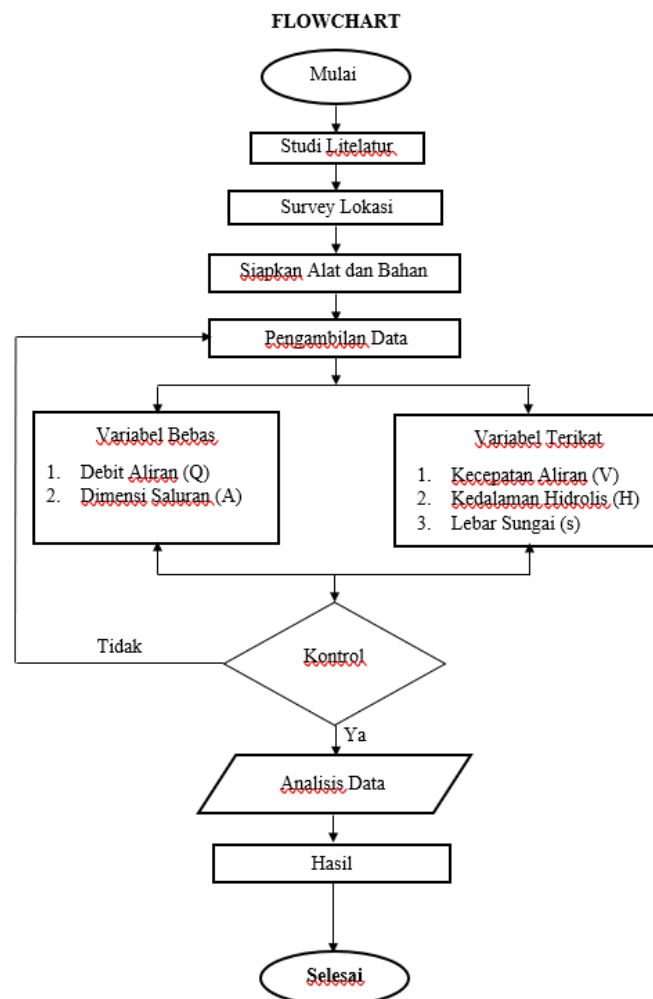 FLOWCHART
Mulai
Studi Litelatur
Survey Lokasi
Siapkan Alat dan Bahan
Pengambilan Data
Variabel Bebas
1. Debit Aliran (Q)
2. Dimensi Saluran (A)
Variabel Terikat
1. Kecepatan Aliran (V)
2. Kedalaman Hidrolis (H)
3. Lebar Sungai (s)
Tidak
Kontrol
Ya
Analisis Data
Hasil
Selesai